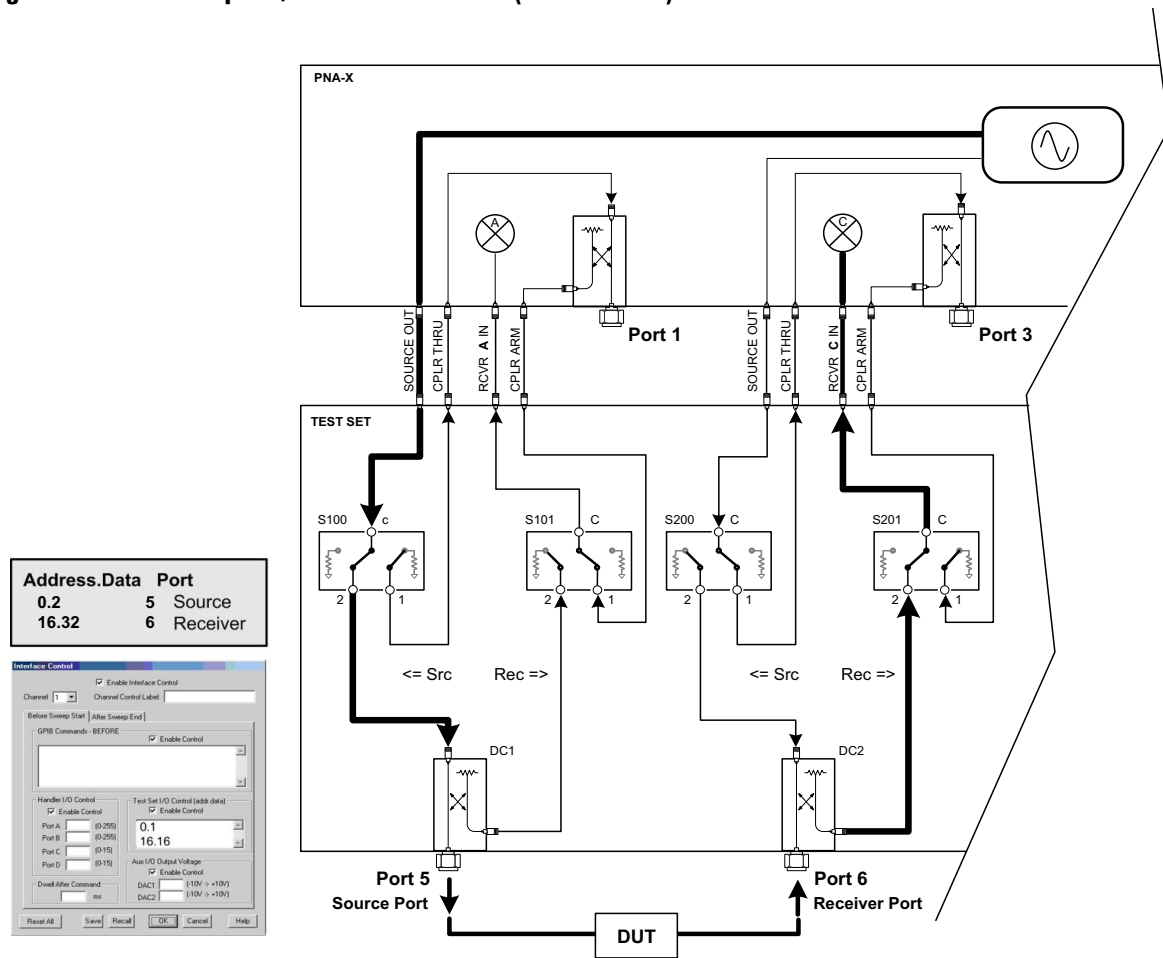 PNA-X
A
C
SOURCE OUT
CPLR THRU
RCVR A IN
CPLR ARM
Port 1
SOURCE OUT
CPLR THRU
RCVR C IN
CPLR ARM
Port 3
TEST SET
S100 c
S101 C
S200 C
S201 C
2 1
2 1
2 1
2 1
<= Src Rec =>
<= Src Rec =>
DC1
DC2
Port 5
Source Port
Port 6
Receiver Port
DUT
Address.Data Port
0.2 5 Source
16.32 6 Receiver
Interface Control
Enable Interface Control
Channel 1 Channel Control Label:
Before Sweep Start After Sweep End
GPIB Commands - BEFORE
Enable Control
Handler I/O Control
Enable Control
Port A (0-255)
Port B (0-255)
Port C (0-15)
Port D (0-15)
Test Set I/O Control (addr.data)
Enable Control
0.1
16.16
Aux I/O Output Voltage
Enable Control
DAC1 (-10V -> +10V)
DAC2 (-10V -> +10V)
Dwell After Command
ms
Reset All Save Recall OK Cancel Help